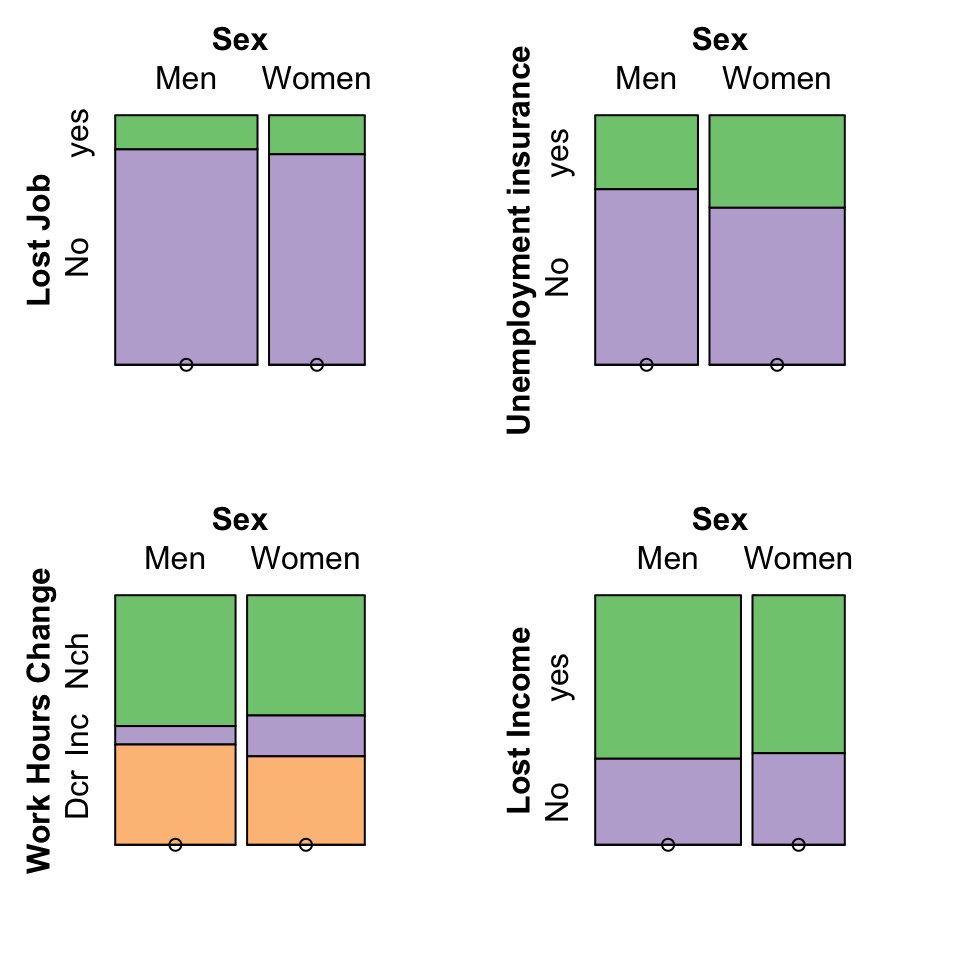 Sex
Men Women
Lost Job
yes
No
Sex
Men Women
Unemployment insurance
yes
No
Sex
Men Women
Work Hours Change
Nch
Inc
Dcr
Sex
Men Women
Lost Income
yes
No